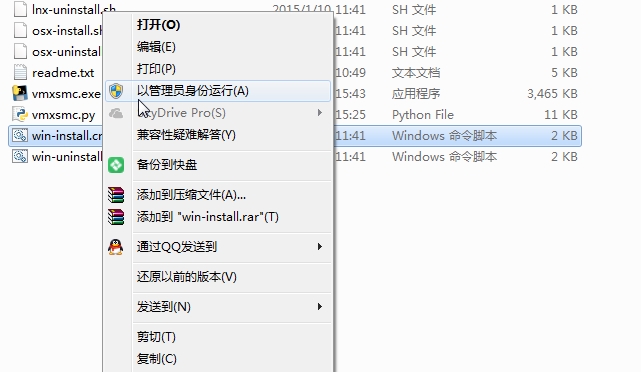 lnx-uninstall.sh 2015/1/10 11:41 SH 文件 1 KB
osx-install.sh 11:41 SH 文件 1 KB
osx-uninstall 11:41 SH 文件 1 KB
readme.txt 10:49 文本文档 5 KB
vmxsmc.exe 15:43 应用程序 3,465 KB
vmxsmc.py 15:25 Python File 11 KB
win-install.cm 11:41 Windows 命令脚本 2 KB
win-uninstall 11:41 Windows 命令脚本 2 KB
打开(O)
编辑(E)
打印(P)
以管理员身份运行(A)
yDrive Pro(S)
兼容性疑难解答(Y)
备份到快盘
添加到压缩文件(A)...
添加到 "win-install.rar"(T)
通过QQ发送到
还原以前的版本(V)
发送到(N)
剪切(T)
复制(C)